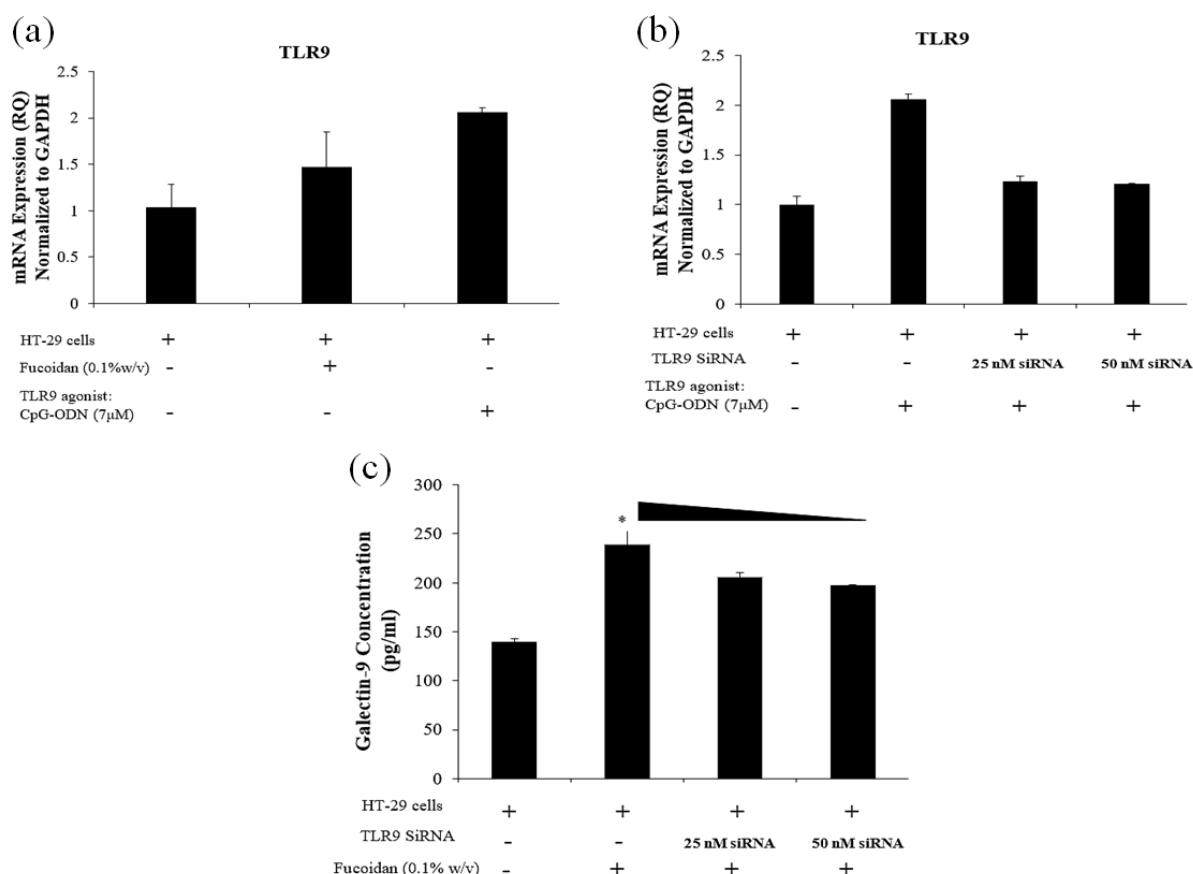 (a)
TLR9
mRNA Expression (RQ)
Normalized to GAPDH
2.5
2
1.5
1
0.5
0
HT-29 cells + + +
Fucoidan (0.1%w/v) - + -
TLR9 agonist:
CpG-ODN (7μM) - - +
(b)
TLR9
mRNA Expression (RQ)
Normalized to GAPDH
2.5
2
1.5
1
0.5
0
HT-29 cells + + + +
TLR9 SiRNA - - 25 nM siRNA 50 nM siRNA
TLR9 agonist:
CpG-ODN (7μM) - + + +
(c)
Galectin-9 Concentration
(pg/ml)
300
250
200
150
100
50
0
*
HT-29 cells + + + +
TLR9 SiRNA - - 25 nM siRNA 50 nM siRNA
Fucoidan (0.1% w/v) - + + +